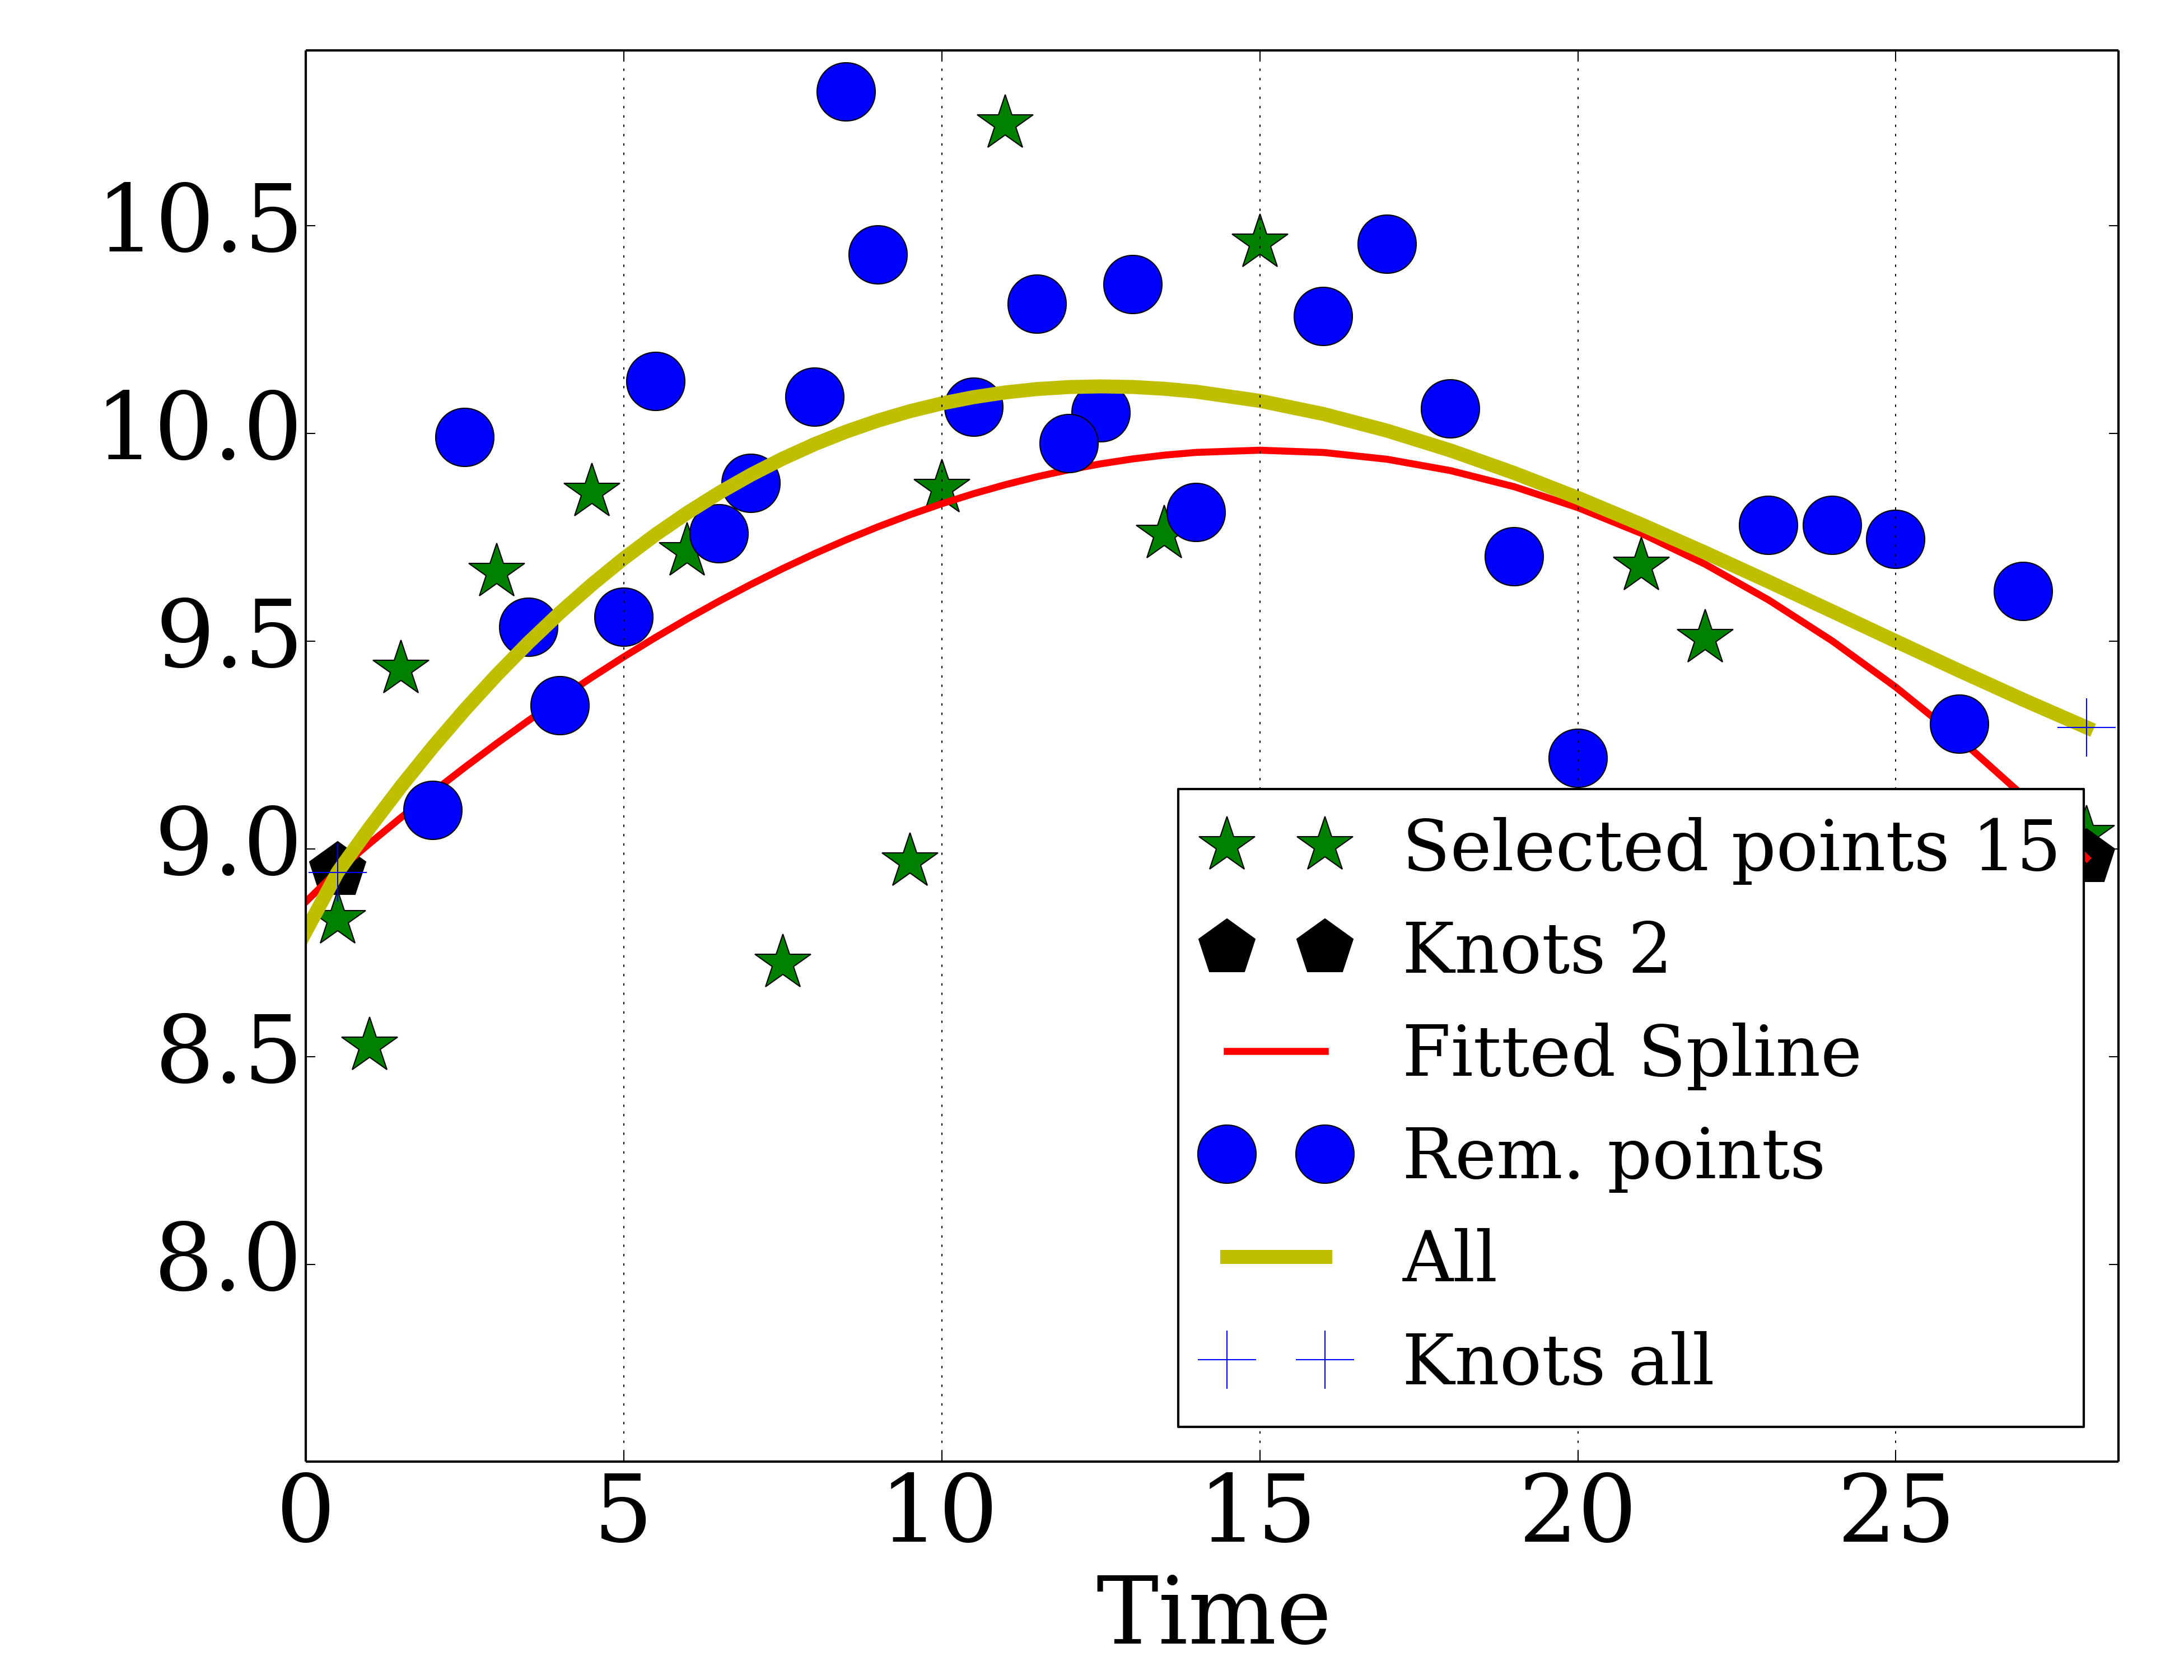 10.5
10.0
9.5
9.0
8.5
8.0
Selected points 15
Knots 2
Fitted Spline
Rem. points
All
Knots all
0 5 10 15 20 25
Time